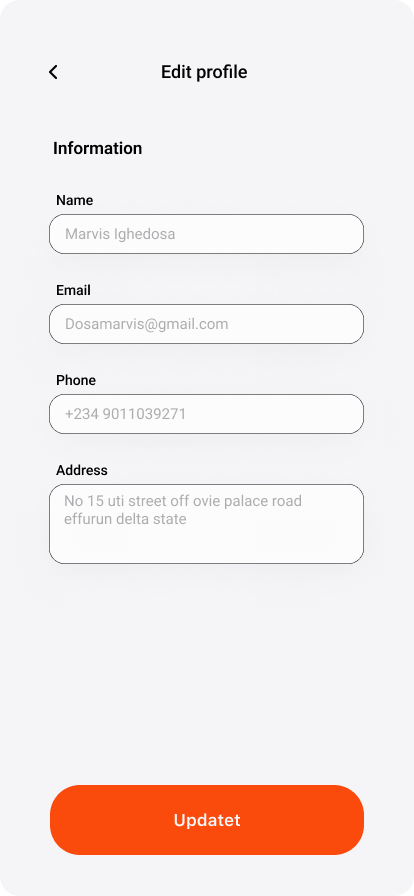 Edit profile
Information
Name
Marvis Ighedosa
Email
Dosamarvis@gmail.com
Phone
+234 9011039271
Address
No 15 uti street off ovie palace road
effurun delta state
Updatet